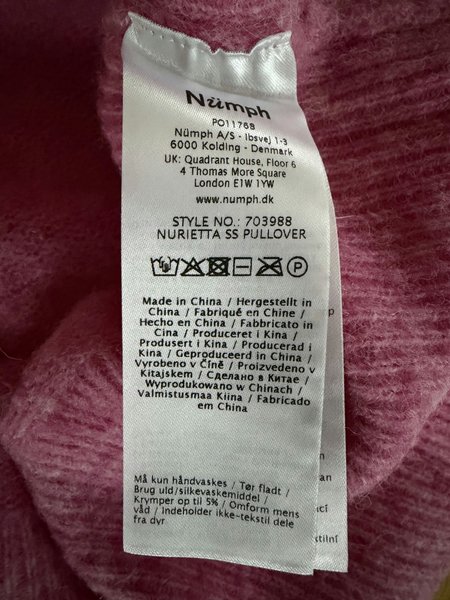 Nümph
PO11768
Nümph A/S - Ibsvej 1-3
6000 Kolding - Denmark
UK: Quadrant House, Floor 6
4 Thomas More Square
London E1W 1YW
www.numph.dk
STYLE NO.: 703988
NURIETTA SS PULLOVER
P
Made in China / Hergestellt in
China / Fabriqué en Chine /
Hecho en China / Fabbricato in
Cina / Produceret i Kina /
Produsert i Kina / Producerad i
Kina / Geproduceerd in China /
Vyrobeno v Číně / Proizvedeno v
Kitajskem / Сделано в Китае /
Wyprodukowano w Chinach /
Valmistusmaa Kiina / Fabricado
em China
Må kun håndvaskes / Tør fladt /
Brug uld/silkevaskemiddel /
Krymper op til 5% / Omform mens
våd / Indeholder ikke-tekstil dele
fra dyr